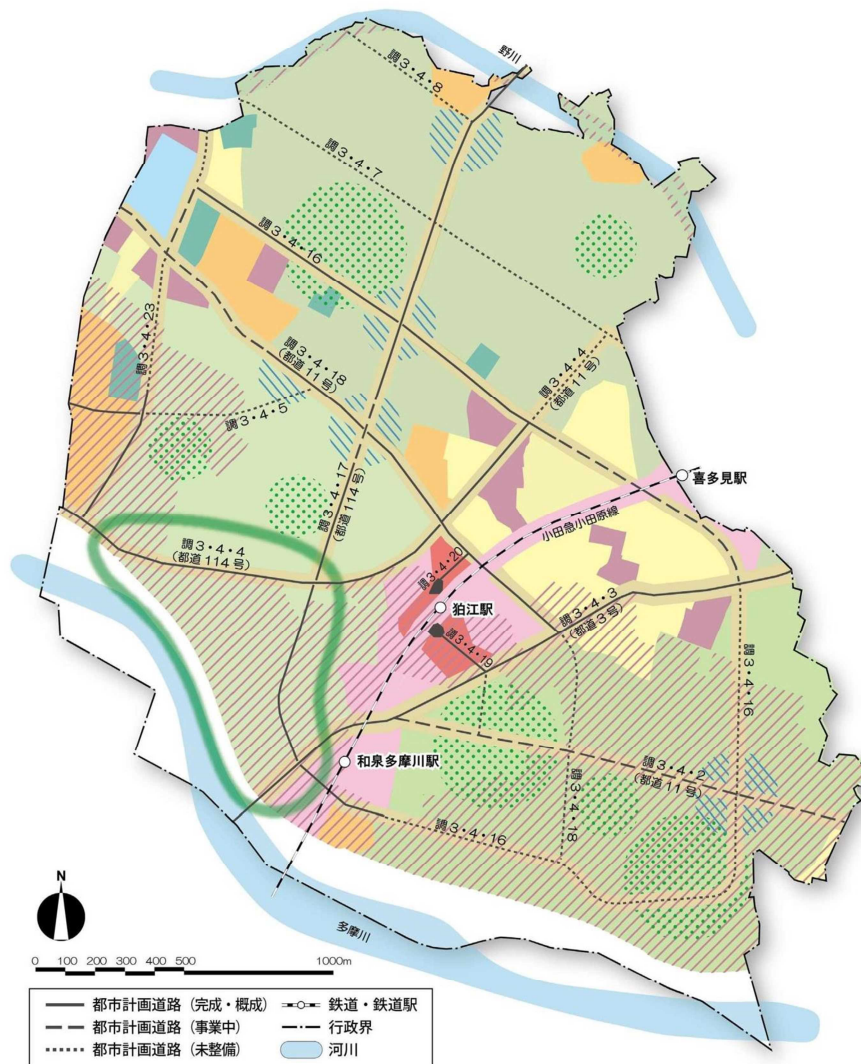 野川
調3・4・8
調3・4・7
調3・4・16
調3・4・23
調3・4・18
(都道11号)
調3・4・4
(都道11号)
調3・4・5
調3・4・17
(都道114号)
喜多見駅
小田急小田原線
調3・4・4
(都道114号)
調3・4・20
狛江駅
調3・4・3
(都道3号)
調3・4・19
調3・4・16
和泉多摩川駅
調3・4・2
(都道11号)
調3・4・18
調3・4・16
多摩川
N
0 100 200 300 400 500 1000m
都市計画道路(完成・概成) 鉄道・鉄道駅
都市計画道路(事業中) 行政界
都市計画道路(未整備) 河川